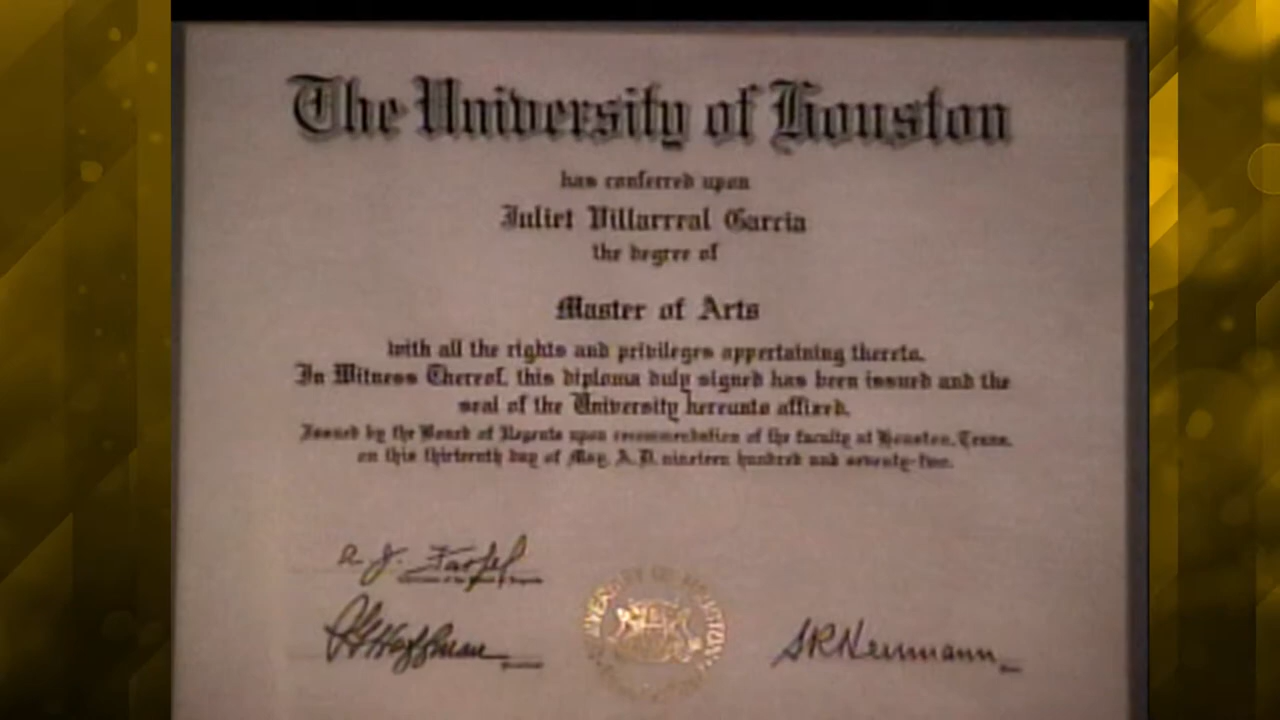 The University of Houston
has conferred upon
Juliet Villarreal Garcia
the degree of
Master of Arts
with all the rights and privileges appertaining thereto.
In Witness Thereof, this diploma duly signed has been issued and the
seal of the University hereunto affixed.
Issued by the Board of Regents upon recommendation of the faculty at Houston, Texas,
on this thirteenth day of May, A.D. nineteen hundred and seventy-two.
A. J. Farfel
P G Hoffman
SRNeumann